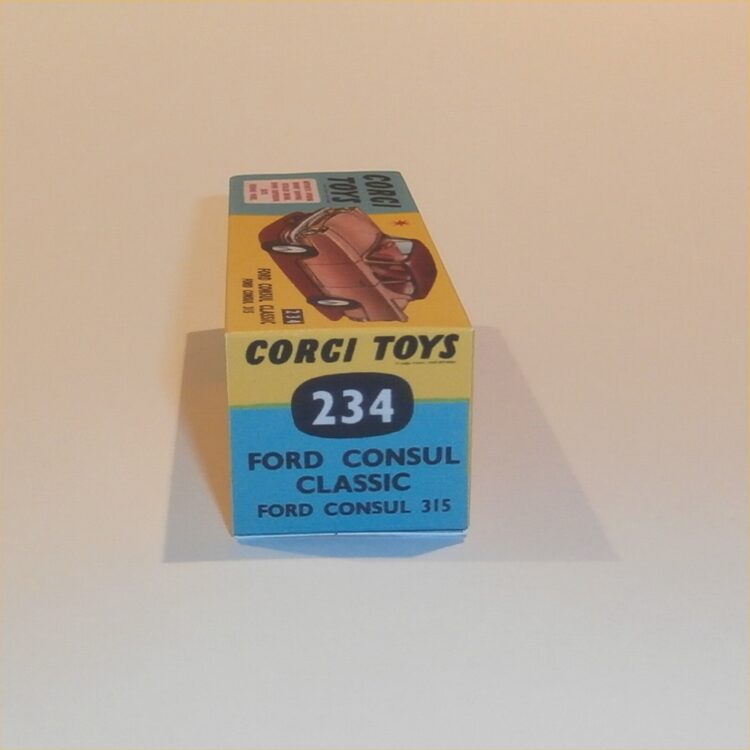 CORGI TOYS
234
FORD CONSUL
CLASSIC
FORD CONSUL 315
CORGI
TOYS
FORD CONSUL CLASSIC
FORD CONSUL 315
234